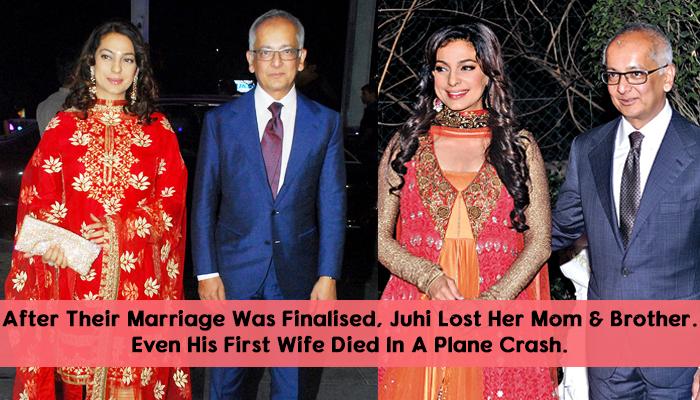 After Their Marriage Was Finalised, Juhi Lost Her Mom & Brother.
Even His First Wife Died In A Plane Crash.